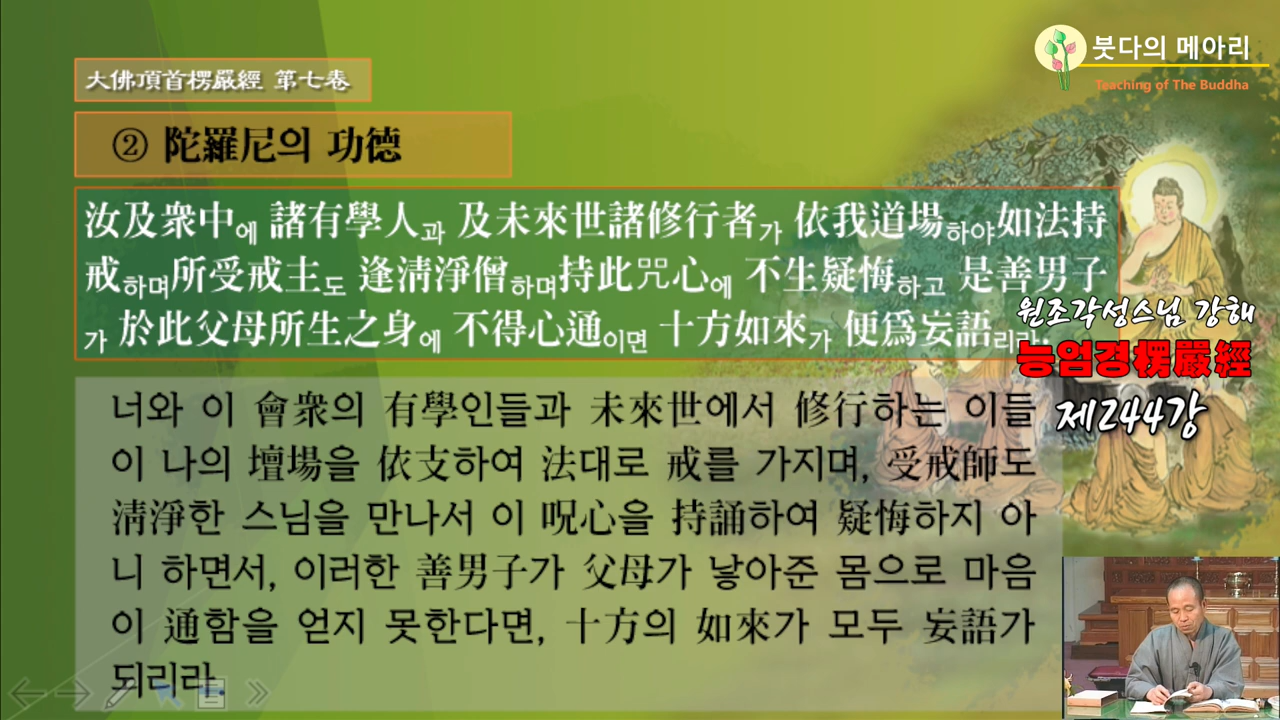 大佛頂首楞嚴經 第七卷
② 陀羅尼의 功德
汝及衆中에 諸有學人과 及未來世諸修行者가 依我道場하야如法持
戒하며所受戒主도 逢淸淨僧하며持此咒心에 不生疑悔하고 是善男子
가 於此父母所生之身에 不得心通이면 十方如來가 便爲妄語리라.
너와 이 會衆의 有學인들과 未來世에서 修行하는 이들
이 나의 壇場을 依支하여 法대로 戒를 가지며, 受戒師도
淸淨한 스님을 만나서 이 呪心을 持誦하여 疑悔하지 아
니 하면서, 이러한 善男子가 父母가 낳아준 몸으로 마음
이 通함을 얻지 못한다면, 十方의 如來가 모두 妄語가
되리라.
붓다의 메아리
Teaching of The Buddha
원조각성스님 강해
능엄경楞嚴經
제244강